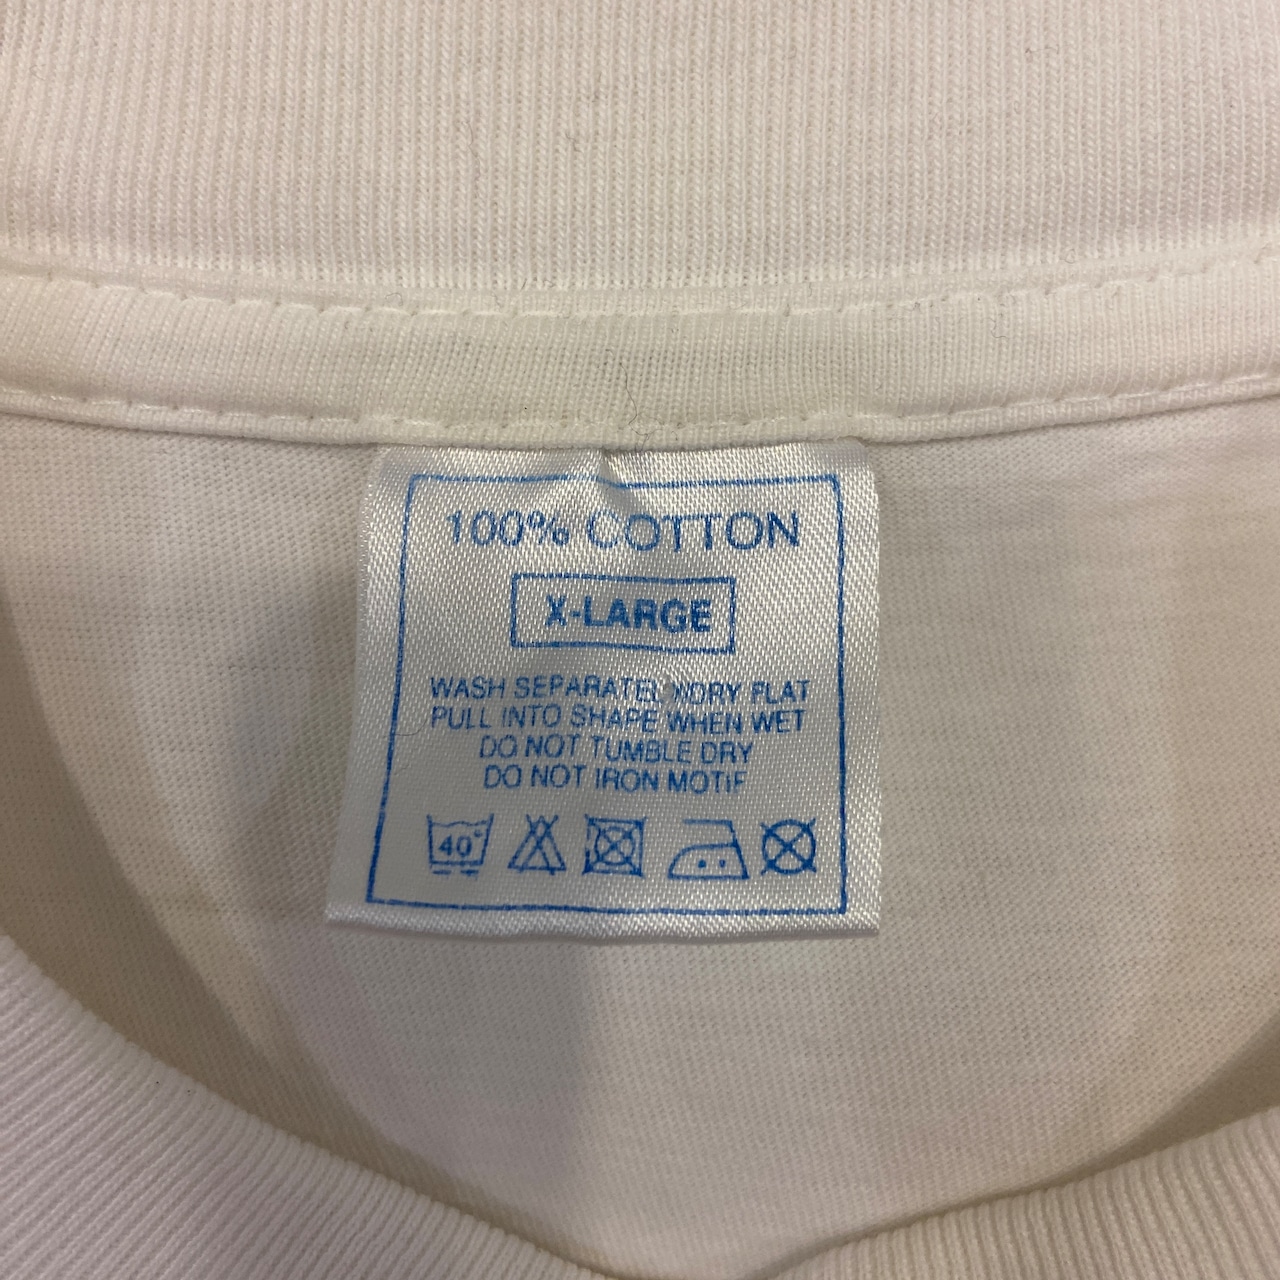 100% COTTON
X-LARGE
WASH SEPARATELY DRY FLAT
PULL INTO SHAPE WHEN WET
DO NOT TUMBLE DRY
DO NOT IRON MOTIF
40°